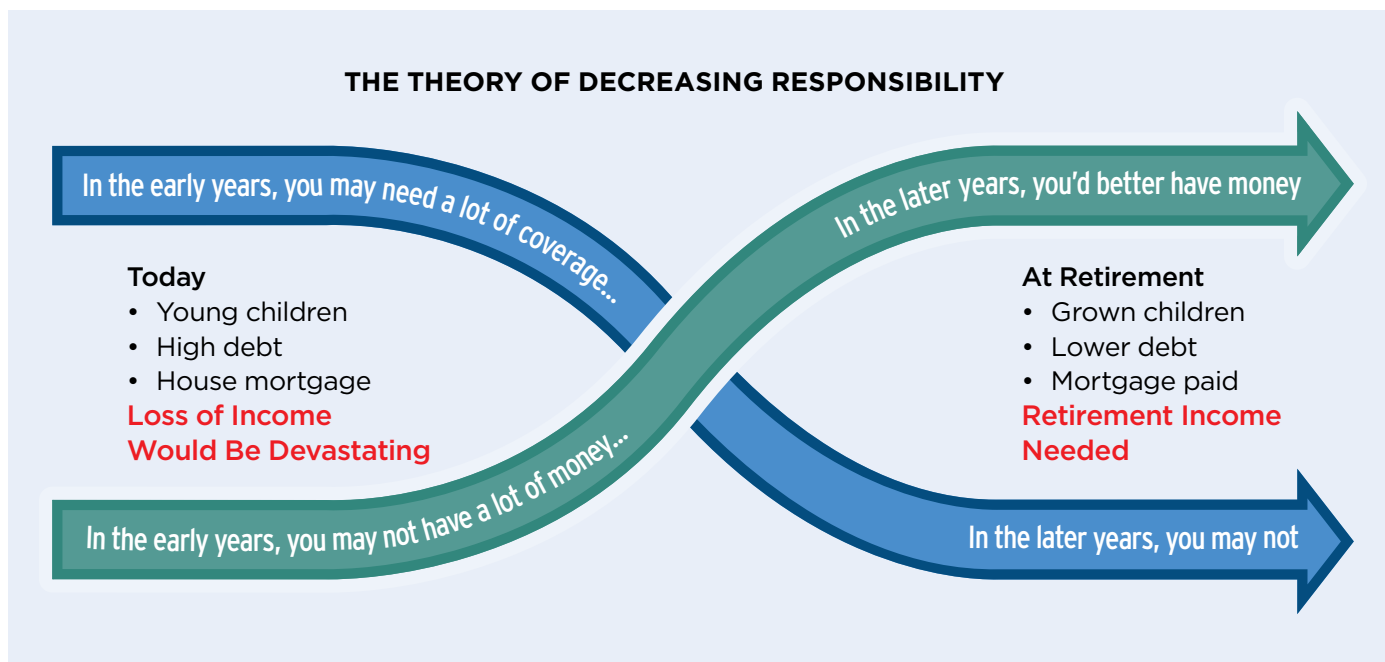 THE THEORY OF DECREASING RESPONSIBILITY
In the early years, you may need a lot of coverage...
In the later years, you'd better have money
Today
• Young children
• High debt
• House mortgage
Loss of Income
Would Be Devastating
At Retirement
• Grown children
• Lower debt
• Mortgage paid
Retirement Income
Needed
In the early years, you may not have a lot of money...
In the later years, you may not